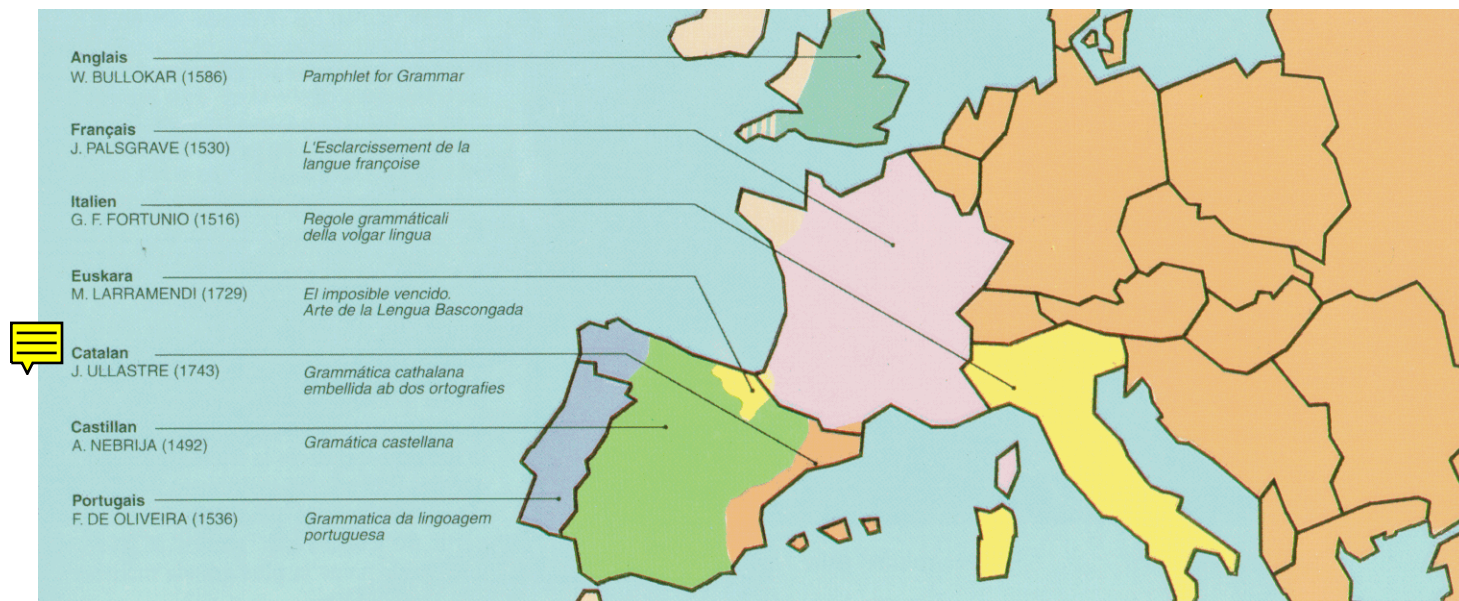 Anglais
W. BULLOKAR (1586) Pamphlet for Grammar
Français
J. PALSGRAVE (1530) L'Esclarcissement de la
langue françoise
Italien
G. F. FORTUNIO (1516) Regole grammáticali
della volgar lingua
Euskara
M. LARRAMENDI (1729) El imposible vencido.
Arte de la Lengua Bascongada
Catalan
J. ULLASTRE (1743) Grammática cathalana
embellida ab dos ortografies
Castillan
A. NEBRIJA (1492) Gramática castellana
Portugais
F. DE OLIVEIRA (1536) Grammatica da lingoagem
portuguesa